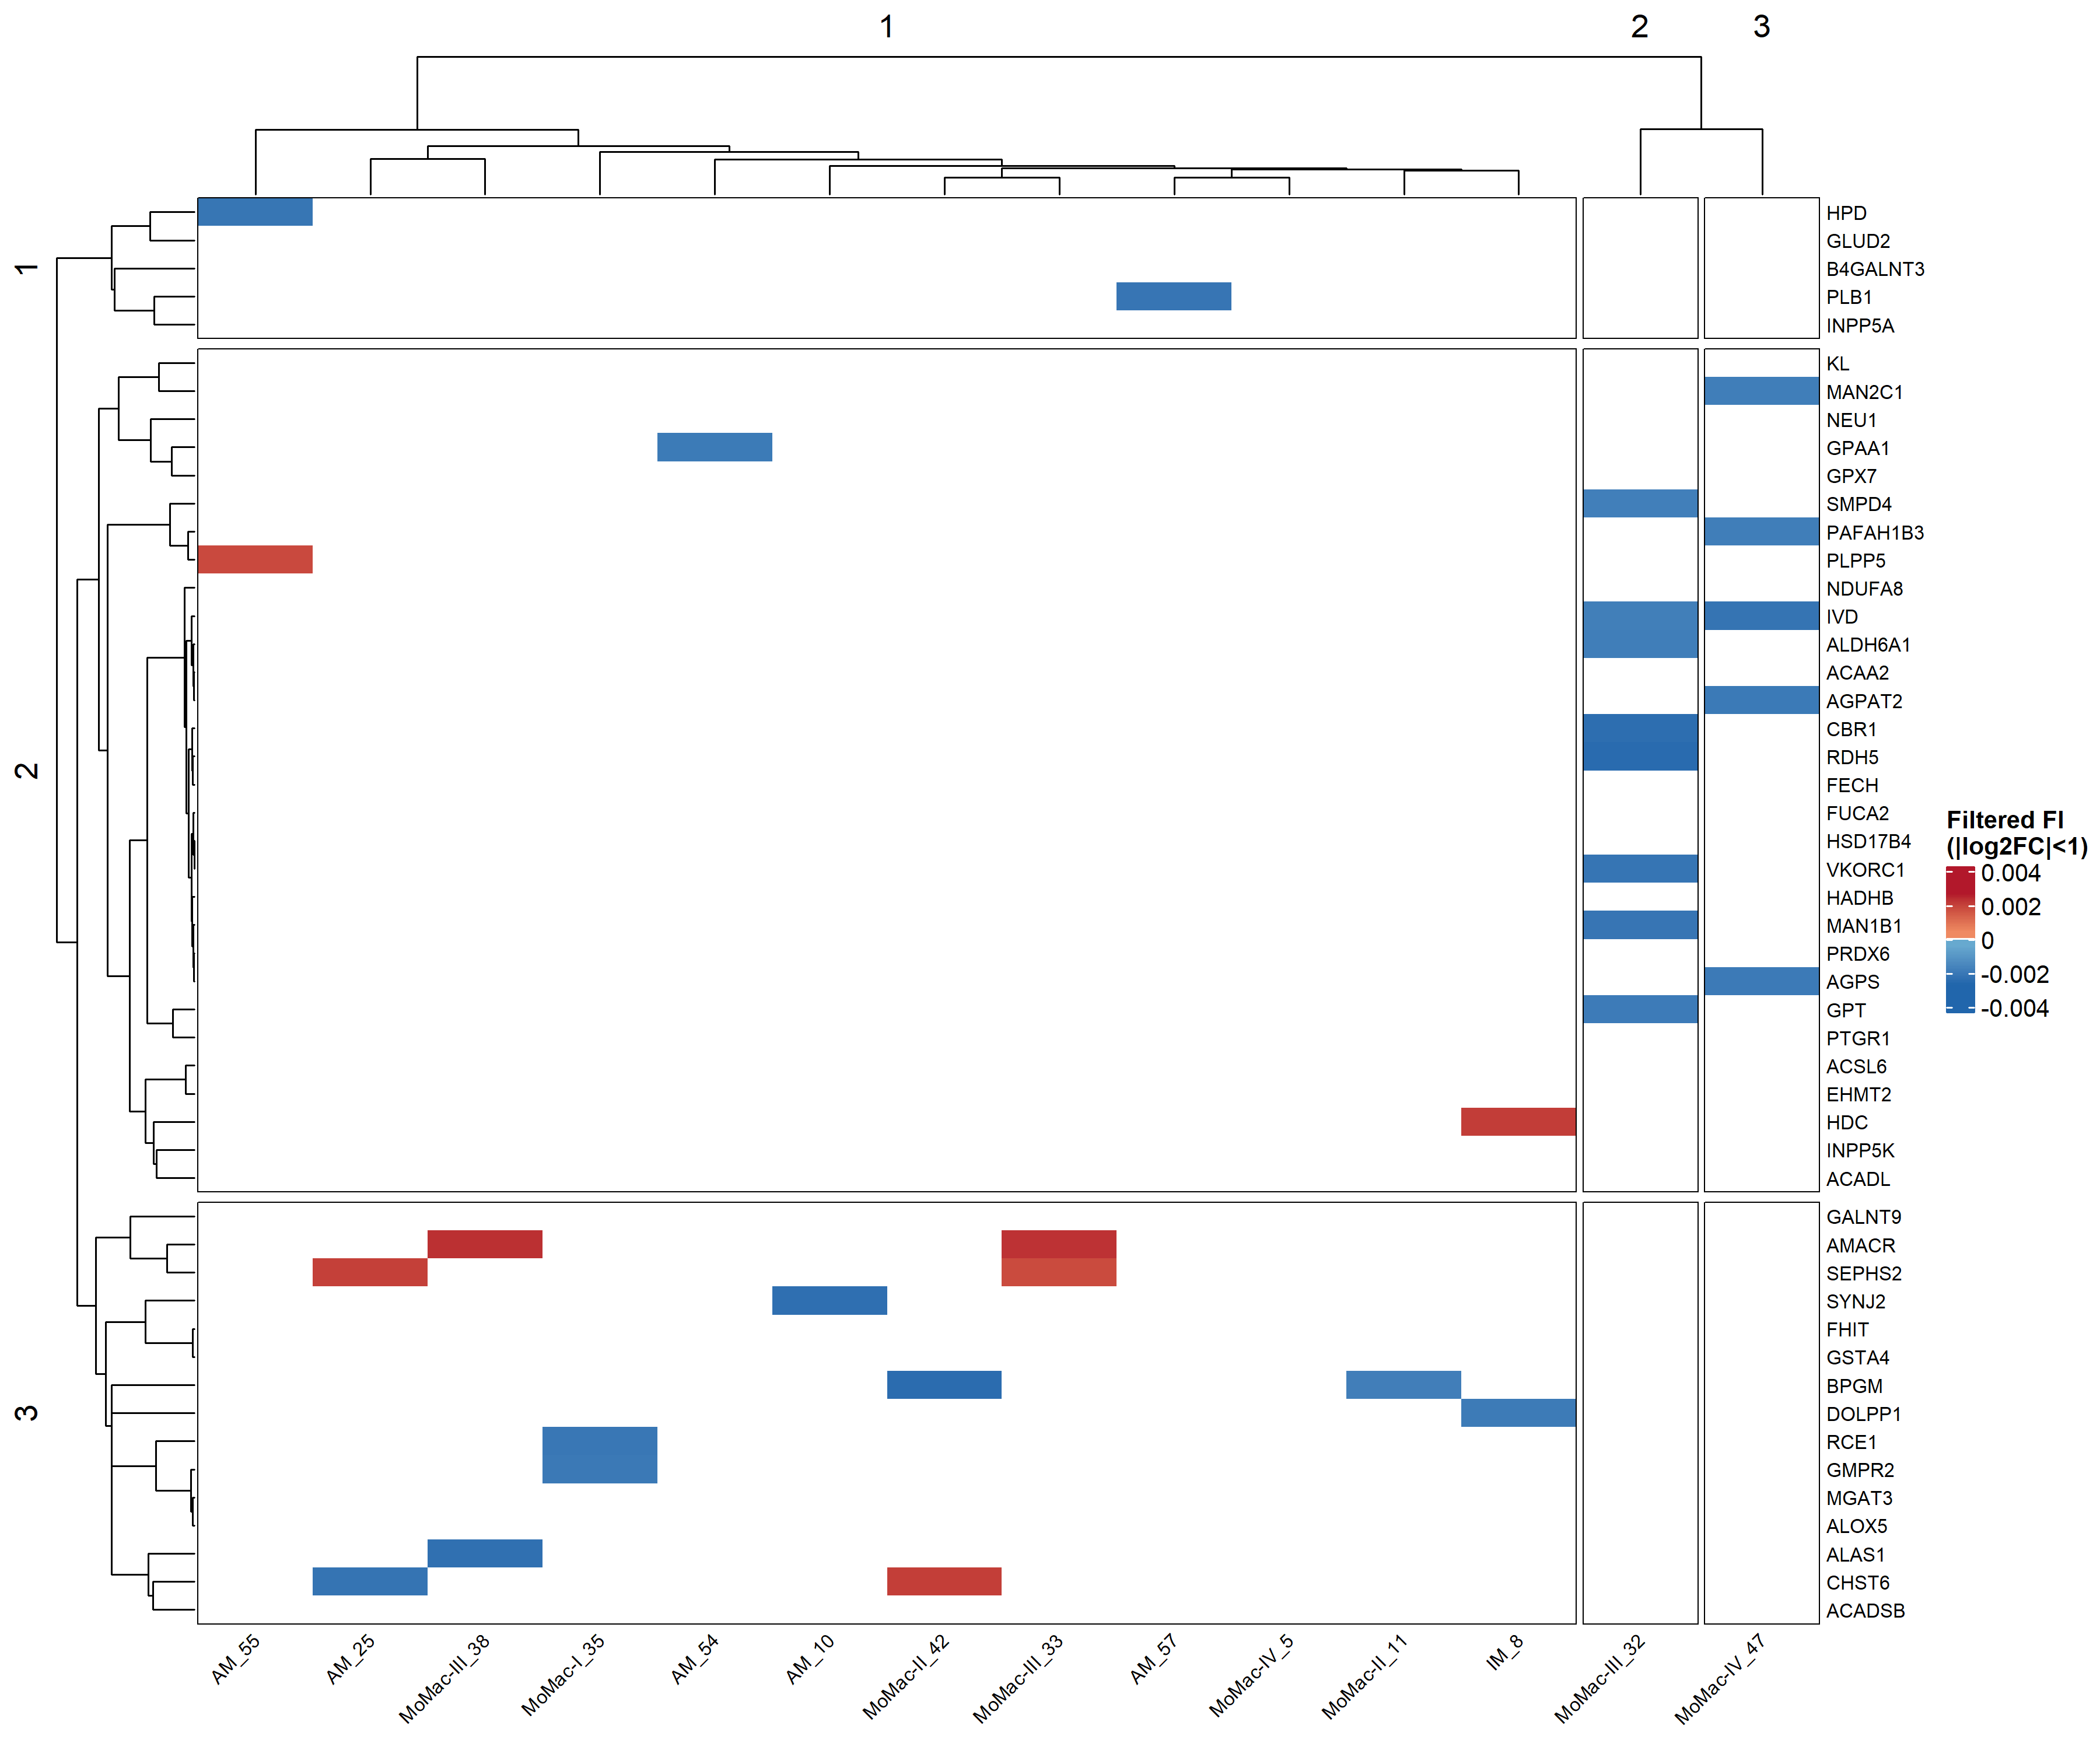 1
2
3
1
2
3
HPD
GLUD2
B4GALNT3
PLB1
INPP5A
KL
MAN2C1
NEU1
GPAA1
GPX7
SMPD4
PAFAH1B3
PLPP5
NDUFA8
IVD
ALDH6A1
ACAA2
AGPAT2
CBR1
RDH5
FECH
FUCA2
HSD17B4
VKORC1
HADHB
MAN1B1
PRDX6
AGPS
GPT
PTGR1
ACSL6
EHMT2
HDC
INPP5K
ACADL
GALNT9
AMACR
SEPHS2
SYNJ2
FHIT
GSTA4
BPGM
DOLPP1
RCE1
GMPR2
MGAT3
ALOX5
ALAS1
CHST6
ACADSB
Filtered FI
(|log2FC|<1)
0.004
0.002
0
-0.002
-0.004
AM_55
AM_25
MoMac-III_38
MoMac-I_35
AM_54
AM_10
MoMac-II_42
MoMac-III_33
AM_57
MoMac-IV_5
MoMac-II_11
IM_8
MoMac-III_32
MoMac-IV_47